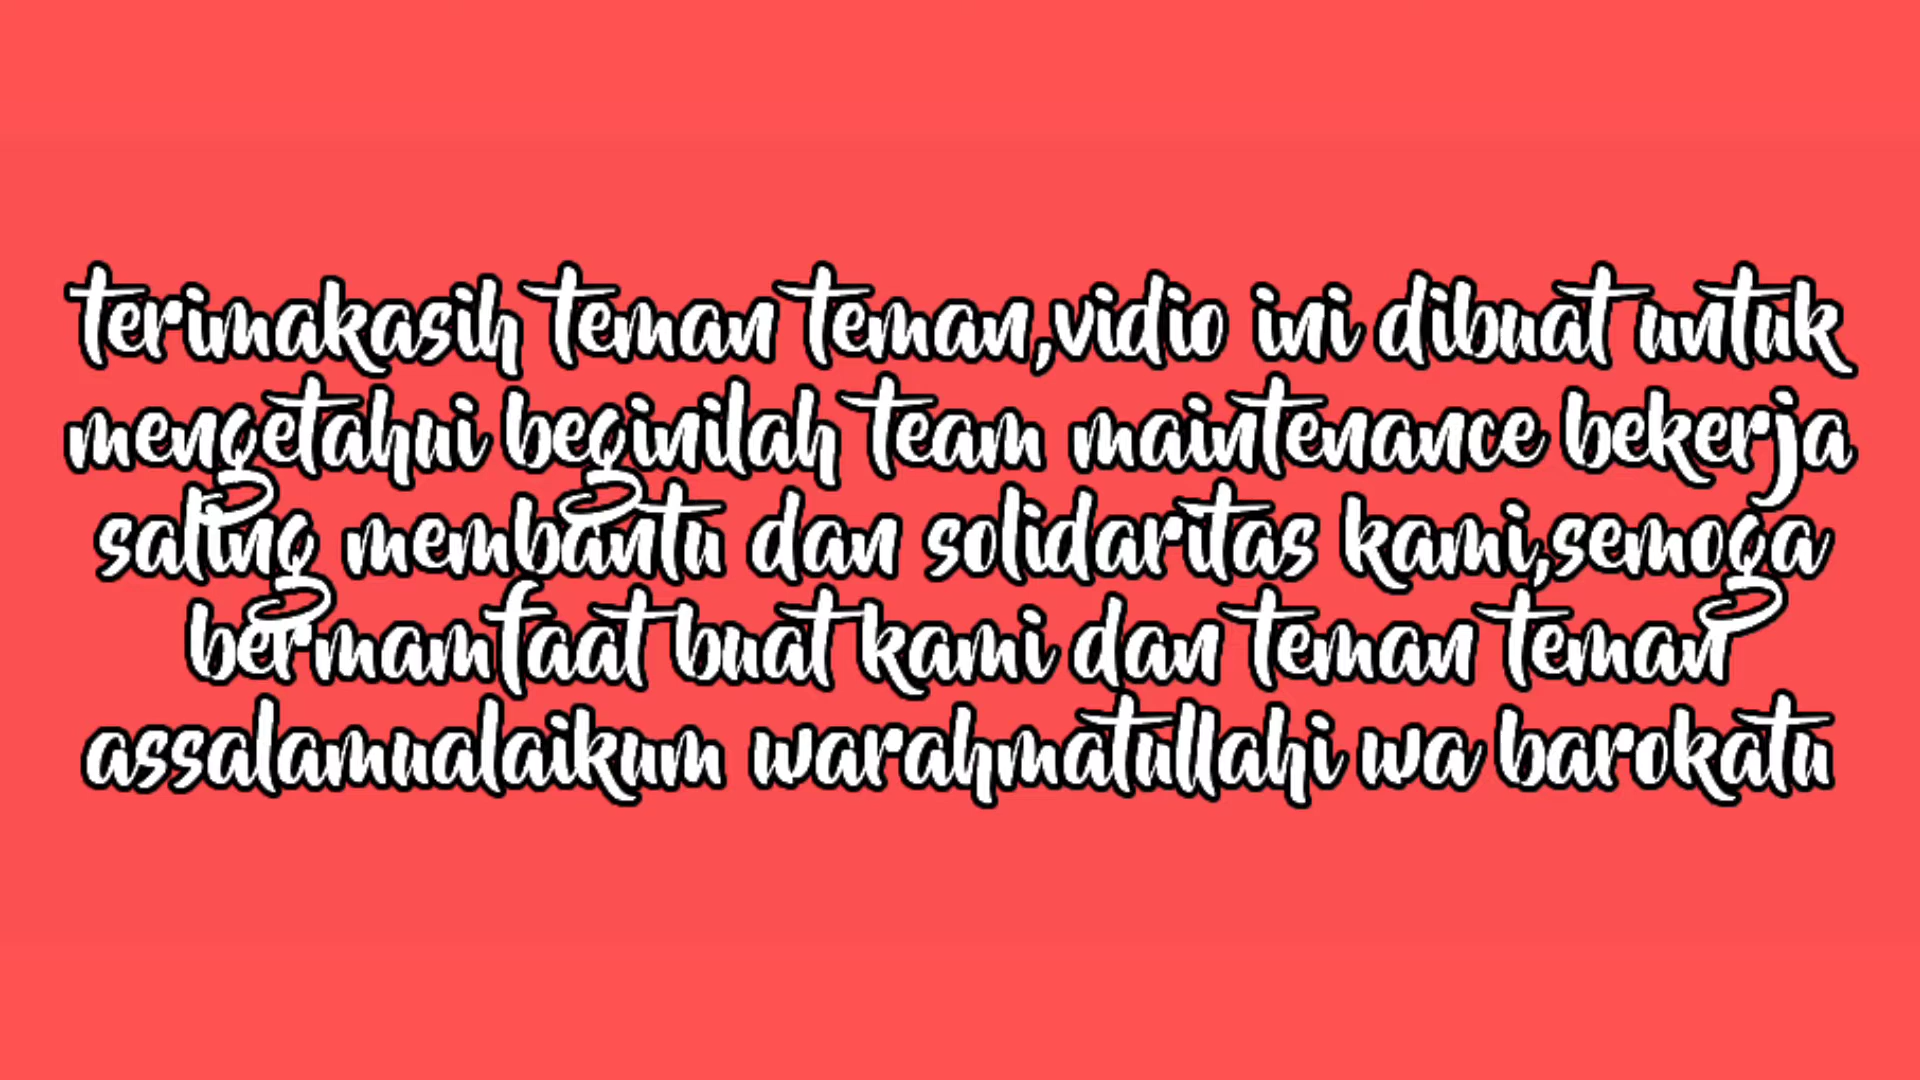 terimakasih teman teman,vidio ini dibuat untuk
mengetahui beginilah team maintenance bekerja
saling membantu dan solidaritas kami,semoga
bermamfaat buat kami dan teman teman
assalamualaikum warahmatullahi wa barokatu